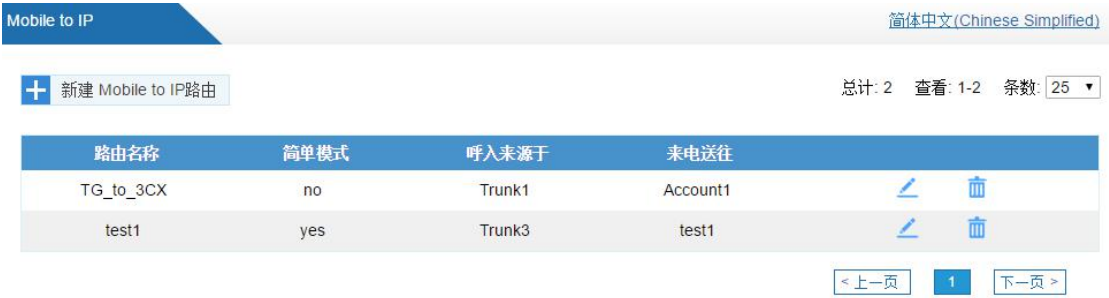 Mobile to IP 简体中文(Chinese Simplified)
新建 Mobile to IP路由 总计: 2 查看: 1-2 条数: 25
路由名称 简单模式 呼入来源于 来电送往
TG_to_3CX no Trunk1 Account1
test1 yes Trunk3 test1
<上一页 1 下一页>